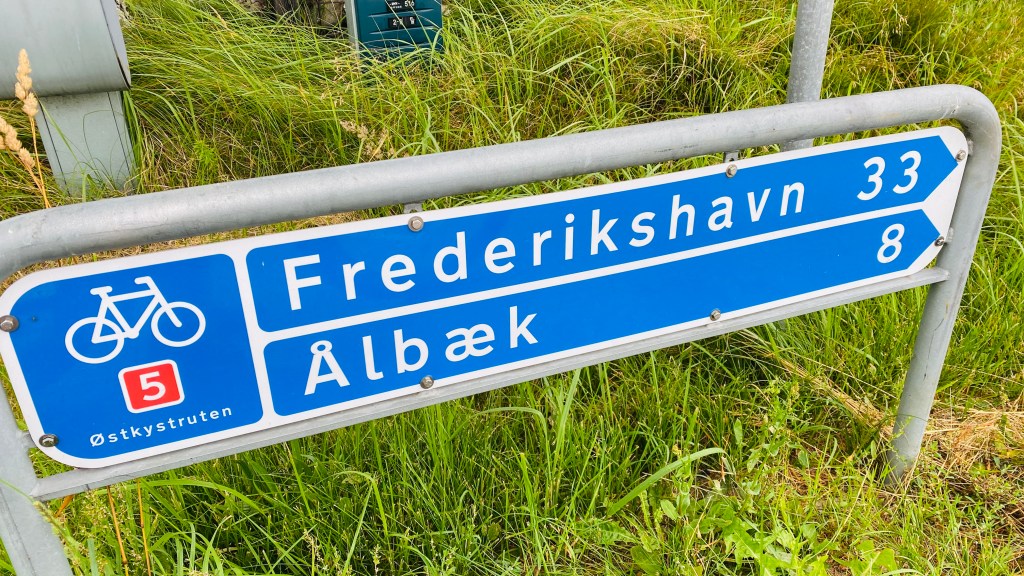 Frederikshavn 33
Ålbæk 8
5
Østkystruten